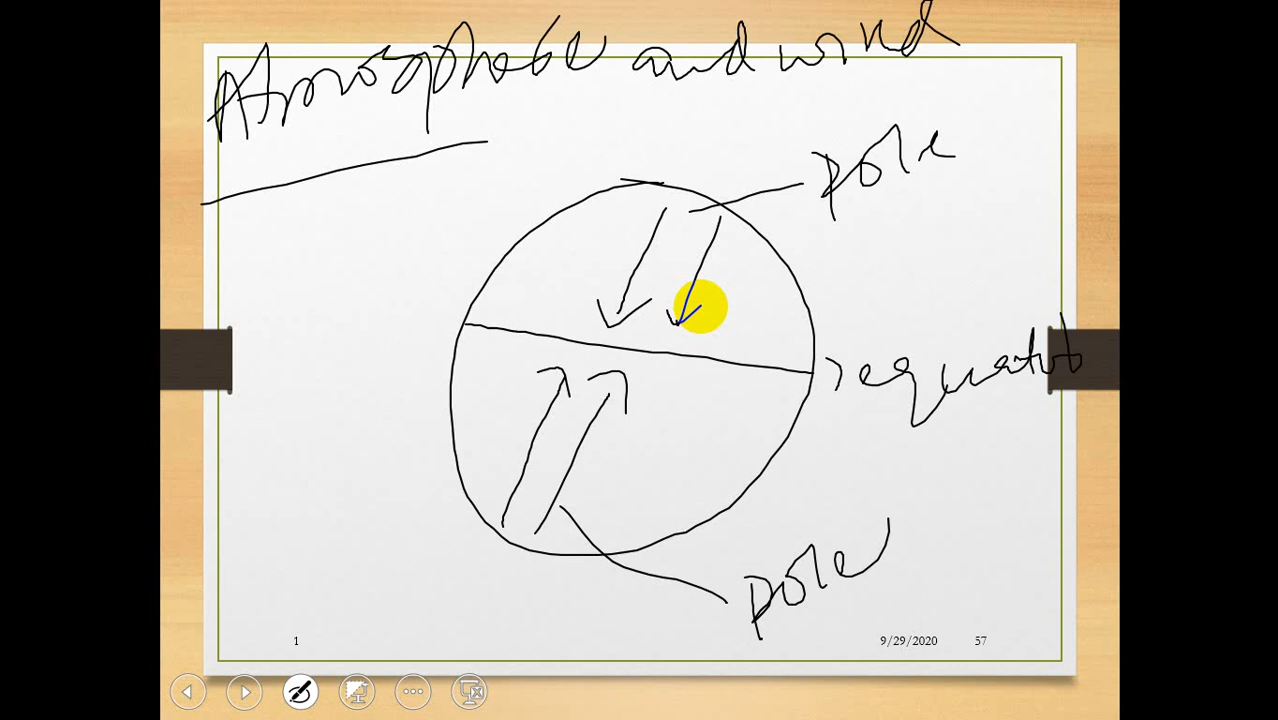 Atmosphere and wind
pole
equator
pole
1
9/29/2020
57